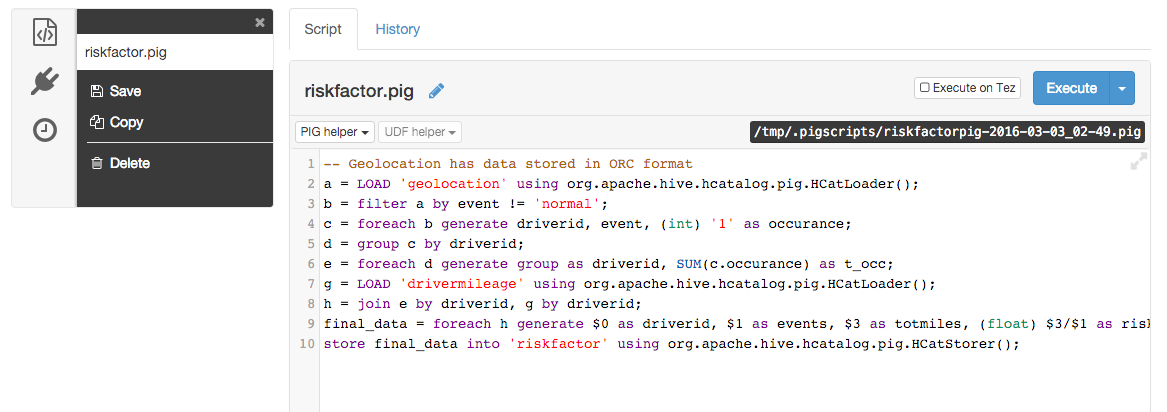 ×
riskfactor.pig
Save
Copy
Delete
Script History
riskfactor.pig
Execute on Tez
Execute
PIG helper UDF helper
/tmp/.pigscripts/riskfactorpig-2016-03-03_02-49.pig
1 -- Geolocation has data stored in ORC format
2 a = LOAD 'geolocation' using org.apache.hive.hcatalog.pig.HCatLoader();
3 b = filter a by event != 'normal';
4 c = foreach b generate driverid, event, (int) '1' as occurance;
5 d = group c by driverid;
6 e = foreach d generate group as driverid, SUM(c.occurance) as t_occ;
7 g = LOAD 'drivermileage' using org.apache.hive.hcatalog.pig.HCatLoader();
8 h = join e by driverid, g by driverid;
9 final_data = foreach h generate $0 as driverid, $1 as events, $3 as totmiles, (float) $3/$1 as
10 store final_data into 'riskfactor' using org.apache.hive.hcatalog.pig.HCatStorer();